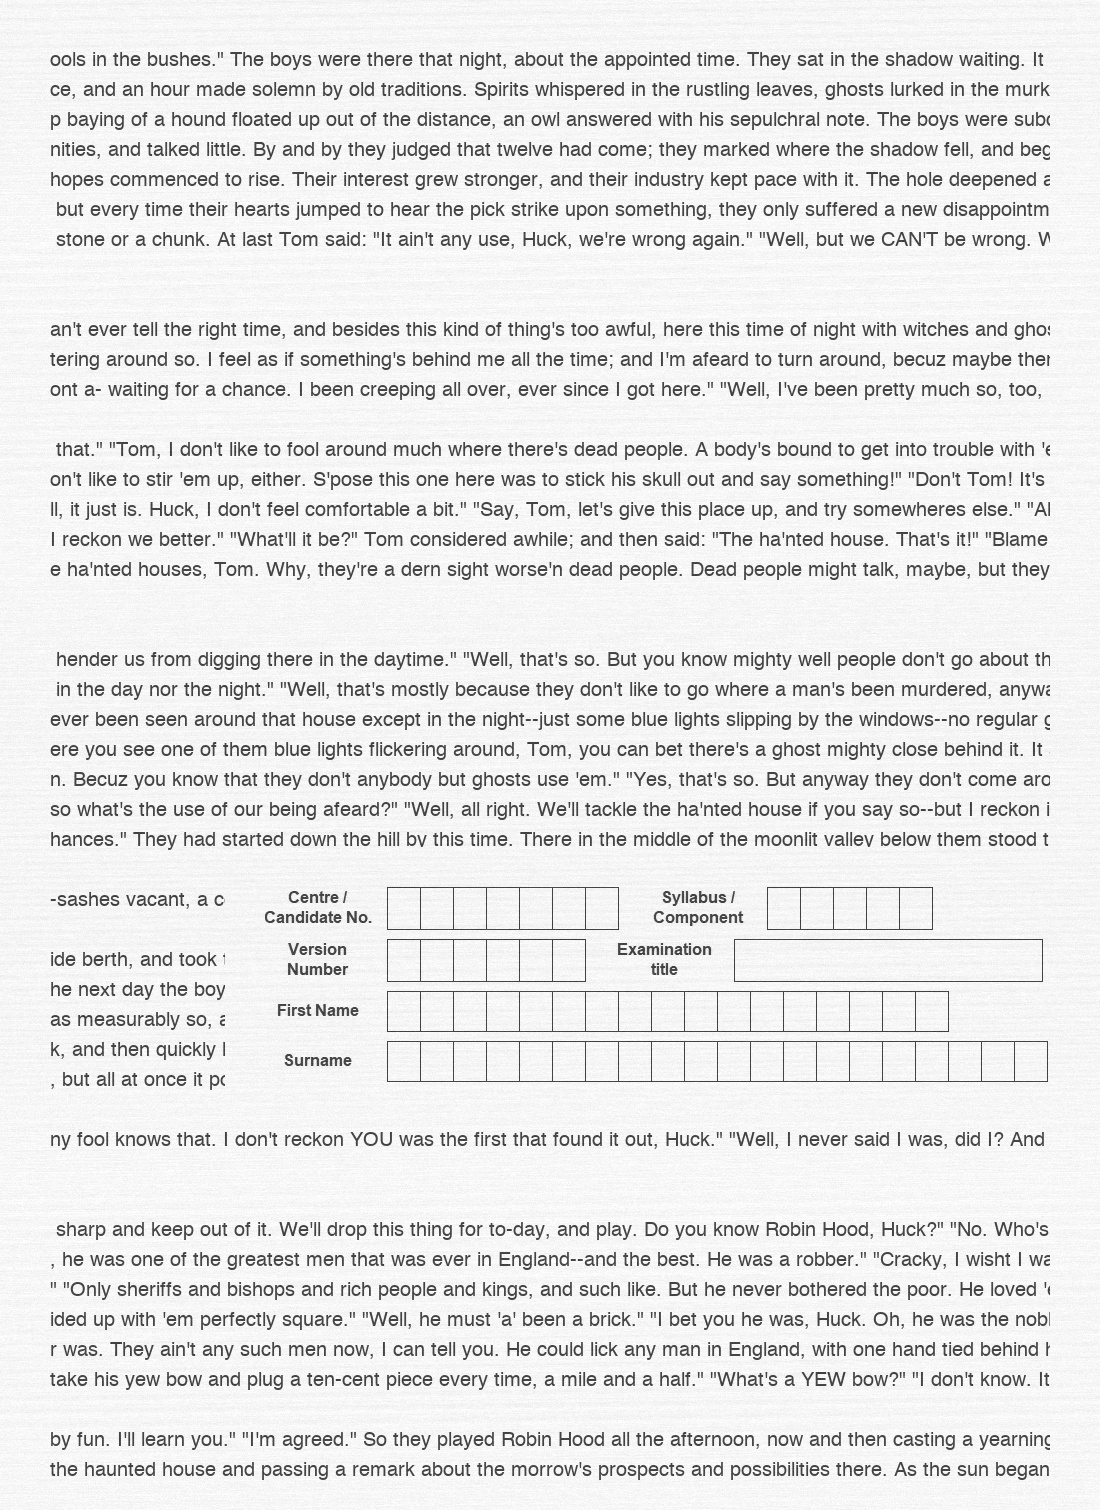 ools in the bushes." The boys were there that night, about the appointed time. They sat in the shadow waiting. It
ce, and an hour made solemn by old traditions. Spirits whispered in the rustling leaves, ghosts lurked in the murk
p baying of a hound floated up out of the distance, an owl answered with his sepulchral note. The boys were
nities, and talked little. By and by they judged that twelve had come; they marked where the shadow fell, and
hopes commenced to rise. Their interest grew stronger, and their industry kept pace with it. The hole deepened
but every time their hearts jumped to hear the pick strike upon something, they only suffered a new disappointm
stone or a chunk. At last Tom said: "It ain't any use, Huck, we're wrong again." "Well, but we CAN'T be wrong.
an't ever tell the right time, and besides this kind of thing's too awful, here this time of night with witches and
tering around so. I feel as if something's behind me all the time; and I'm afeard to turn around, becuz maybe
ont a- waiting for a chance. I been creeping all over, ever since I got here." "Well, I've been pretty much so, too,
that." "Tom, I don't like to fool around much where there's dead people. A body's bound to get into trouble with
on't like to stir 'em up, either. S'pose this one here was to stick his skull out and say something!" "Don't Tom! It's
ll, it just is. Huck, I don't feel comfortable a bit." "Say, Tom, let's give this place up, and try somewheres else."
I reckon we better." "What'll it be?" Tom considered awhile; and then said: "The ha'nted house. That's it!" "Blame
e ha'nted houses, Tom. Why, they're a dern sight worse'n dead people. Dead people might talk, maybe, but they
hender us from digging there in the daytime." "Well, that's so. But you know mighty well people don't go about th
in the day nor the night." "Well, that's mostly because they don't like to go where a man's been murdered,
ever been seen around that house except in the night--just some blue lights slipping by the windows--no regular
ere you see one of them blue lights flickering around, Tom, you can bet there's a ghost mighty close behind it. It
n. Becuz you know that they don't anybody but ghosts use 'em." "Yes, that's so. But anyway they don't come
so what's the use of our being afeard?" "Well, all right. We'll tackle the ha'nted house if you say so--but I reckon
hances." They had started down the hill by this time. There in the middle of the moonlit valley below them stood t
-sashes vacant, a
Centre /
Candidate No.
Syllabus /
Component
ide berth, and took
Version
Number
Examination
title
he next day the boy
First Name
as measurably so,
k, and then quickly
Surname
, but all at once it
ny fool knows that. I don't reckon YOU was the first that found it out, Huck." "Well, I never said I was, did I? And
sharp and keep out of it. We'll drop this thing for to-day, and play. Do you know Robin Hood, Huck?" "No. Who's
, he was one of the greatest men that was ever in England--and the best. He was a robber." "Cracky, I wisht I
" "Only sheriffs and bishops and rich people and kings, and such like. But he never bothered the poor. He loved
ided up with 'em perfectly square." "Well, he must 'a' been a brick." "I bet you he was, Huck. Oh, he was the
r was. They ain't any such men now, I can tell you. He could lick any man in England, with one hand tied behind
take his yew bow and plug a ten-cent piece every time, a mile and a half." "What's a YEW bow?" "I don't know. It
by fun. I'll learn you." "I'm agreed." So they played Robin Hood all the afternoon, now and then casting a yearning
the haunted house and passing a remark about the morrow's prospects and possibilities there. As the sun began